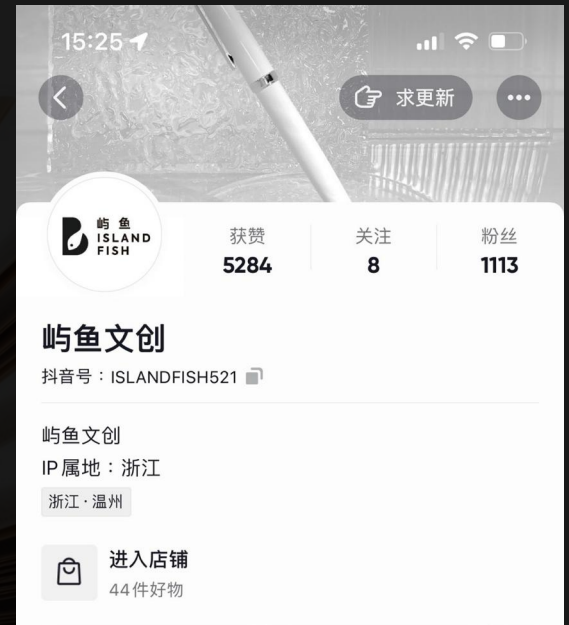 15:25
求更新
屿鱼
ISLAND
FISH
获赞 关注 粉丝
5284 8 1113
屿鱼文创
抖音号：ISLANDFISH521
屿鱼文创
IP属地：浙江
浙江·温州
进入店铺
44件好物